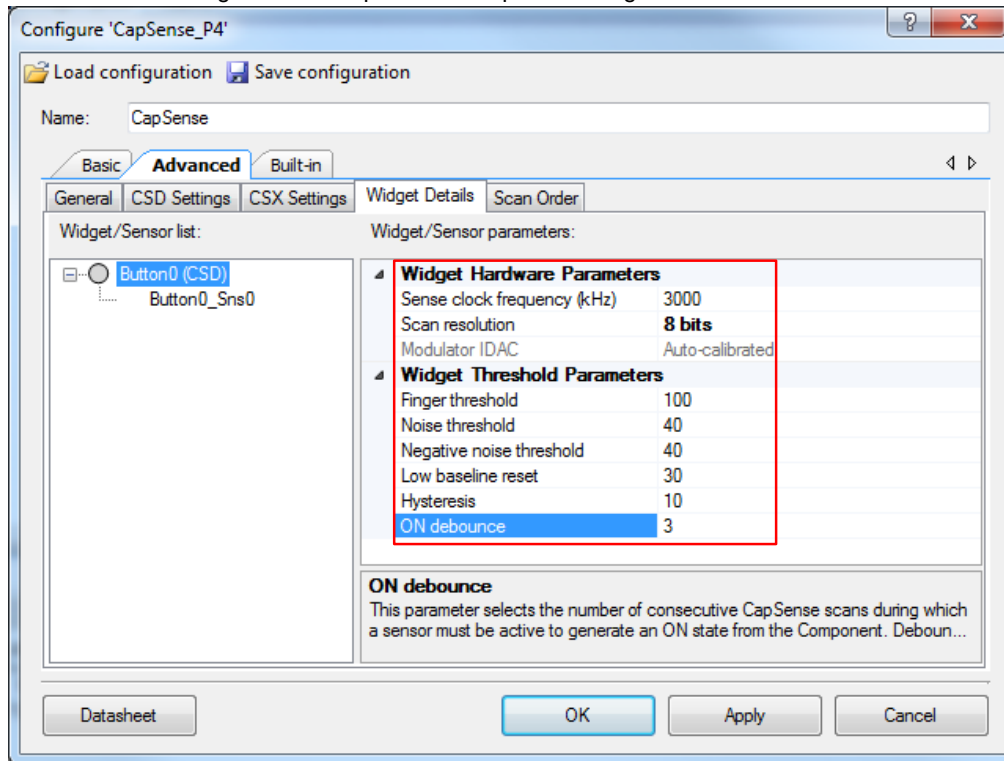 Configure 'CapSense_P4'
Load configuration Save configuration
Name: CapSense
Basic Advanced Built-in
General CSD Settings CSX Settings Widget Details Scan Order
Widget/Sensor list: Widget/Sensor parameters:
Button0 (CSD)
Button0_Sns0
Widget Hardware Parameters
Sense clock frequency (kHz) 3000
Scan resolution 8 bits
Modulator IDAC Auto-calibrated
Widget Threshold Parameters
Finger threshold 100
Noise threshold 40
Negative noise threshold 40
Low baseline reset 30
Hysteresis 10
ON debounce 3
ON debounce
This parameter selects the number of consecutive CapSense scans during which
a sensor must be active to generate an ON state from the Component. Deboun...
Datasheet OK Apply Cancel